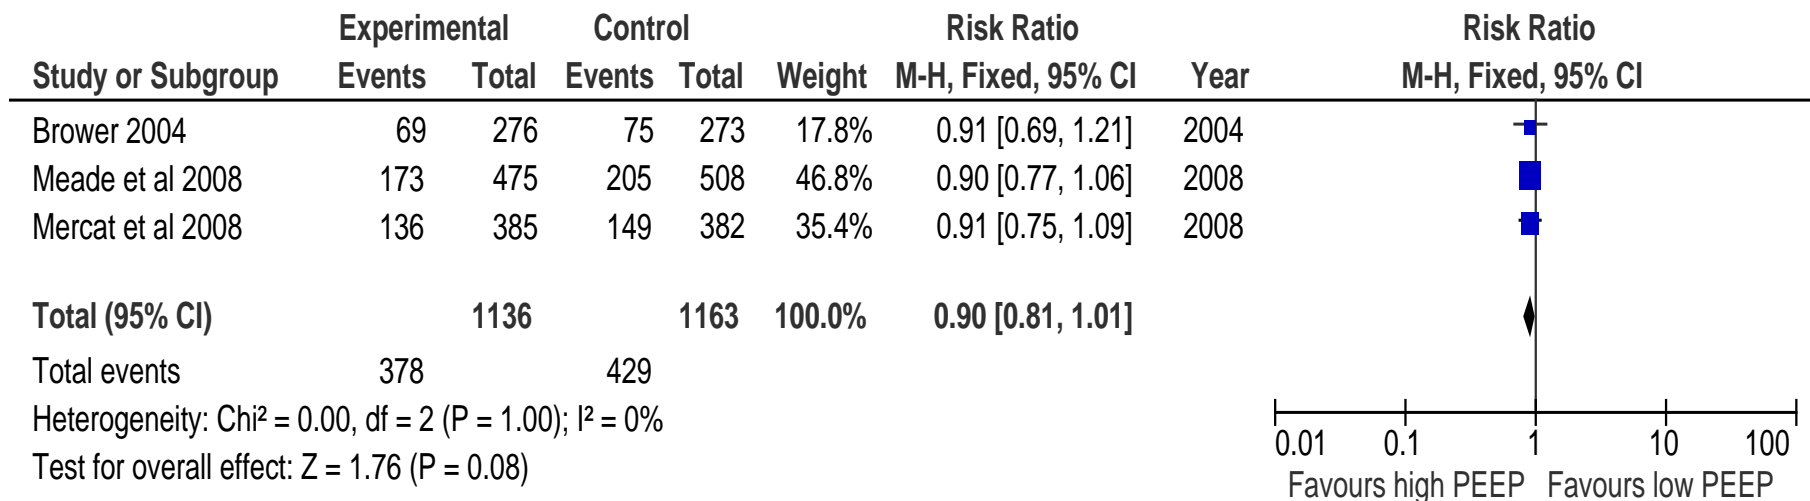 Experimental Control Risk Ratio Risk Ratio
Study or Subgroup Events Total Events Total Weight M-H, Fixed, 95% CI Year M-H, Fixed, 95% CI
Brower 2004 69 276 75 273 17.8% 0.91 [0.69, 1.21] 2004
Meade et al 2008 173 475 205 508 46.8% 0.90 [0.77, 1.06] 2008
Mercat et al 2008 136 385 149 382 35.4% 0.91 [0.75, 1.09] 2008
Total (95% CI) 1136 1163 100.0% 0.90 [0.81, 1.01]
Total events 378 429
Heterogeneity: Chi² = 0.00, df = 2 (P = 1.00); I² = 0%
Test for overall effect: Z = 1.76 (P = 0.08)
0.01 0.1 1 10 100
Favours high PEEP Favours low PEEP